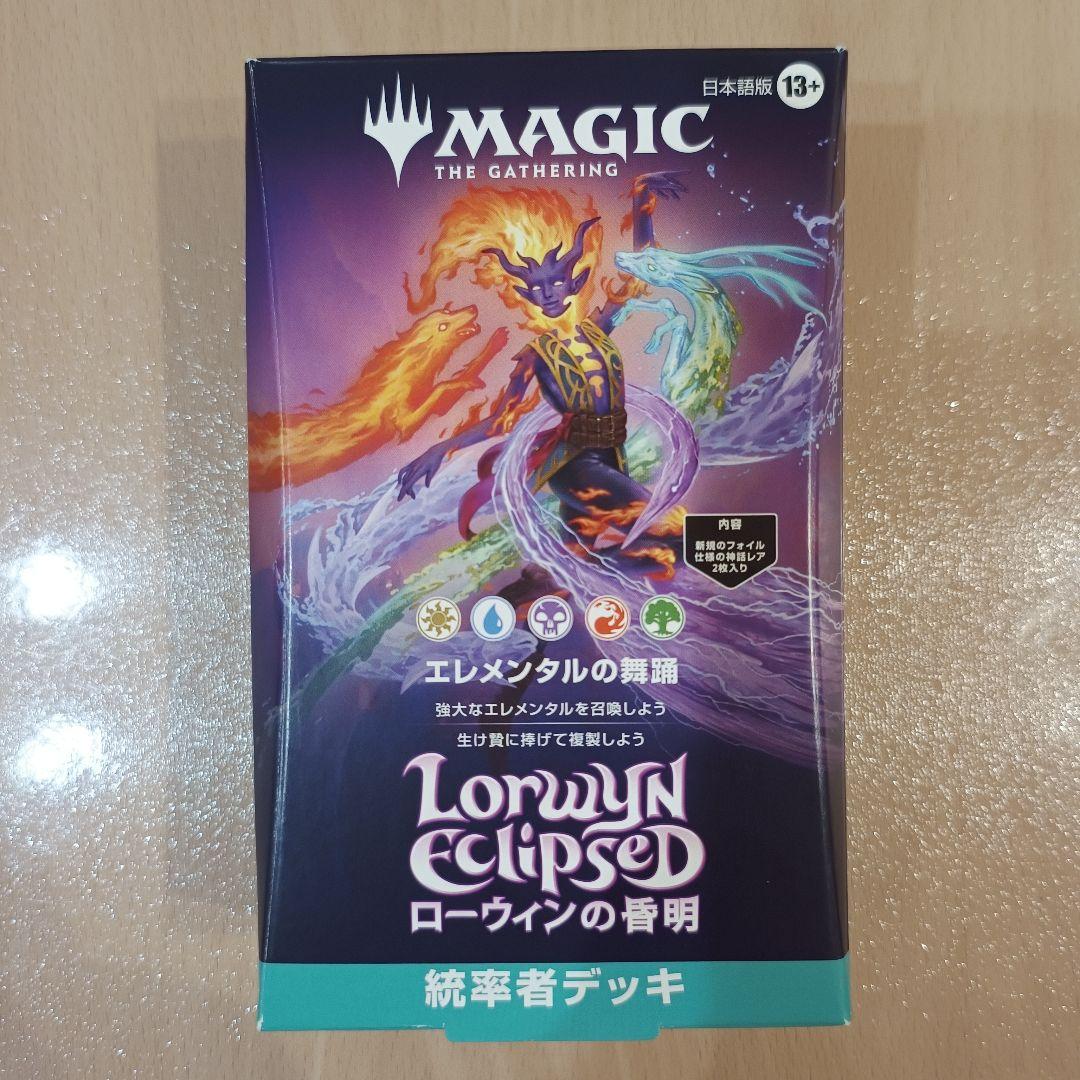 日本語版 13+
MAGIC
THE GATHERING
内容
新規のフォイル
仕様の神話レア
2枚入り
エレメンタルの舞踊
強大なエレメンタルを召喚しよう
生け贄に捧げて複製しよう
LORWYN
ECLIPSED
ローウィンの昏明
統率者デッキ